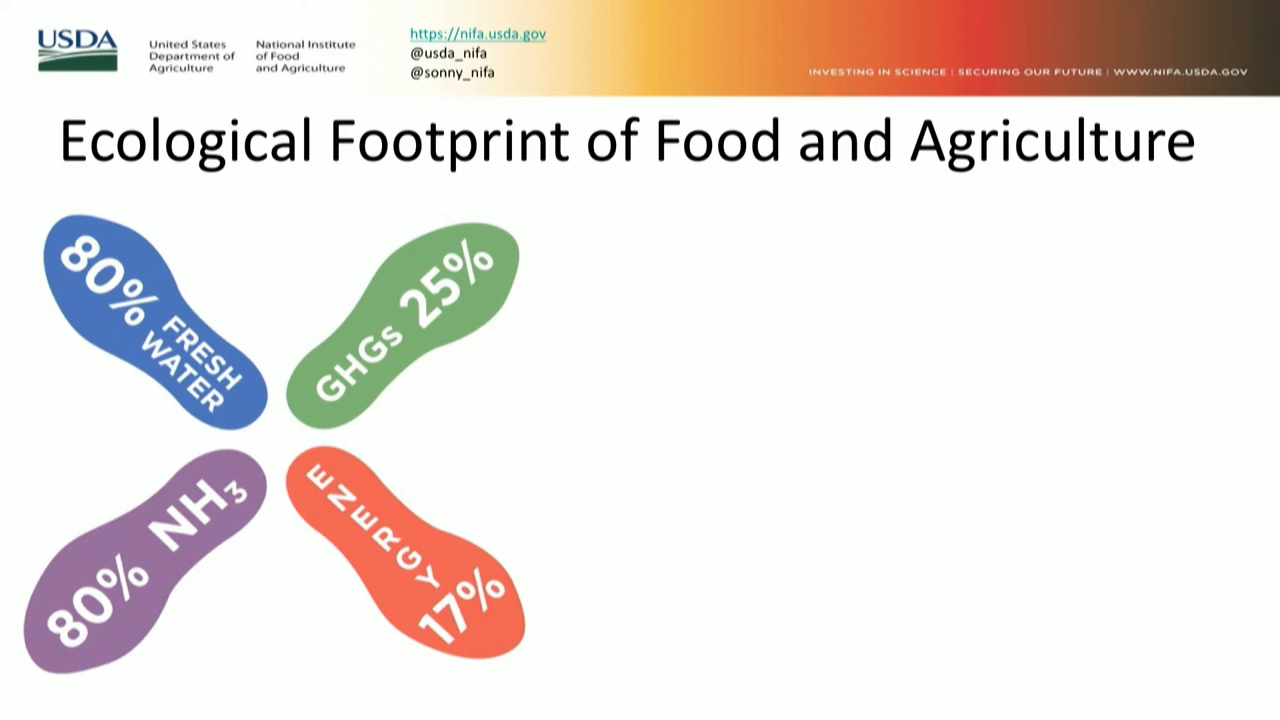 USDA
United States
Department of
Agriculture
National Institute
of Food
and Agriculture
https://nifa.usda.gov
@usda_nifa
@sonny_nifa
INVESTING IN SCIENCE | SECURING OUR FUTURE | WWW.NIFA.USDA.GOV
Ecological Footprint of Food and Agriculture
80%
FRESH
WATER
GHGs 25%
80% NH₃
ENERGY
17%